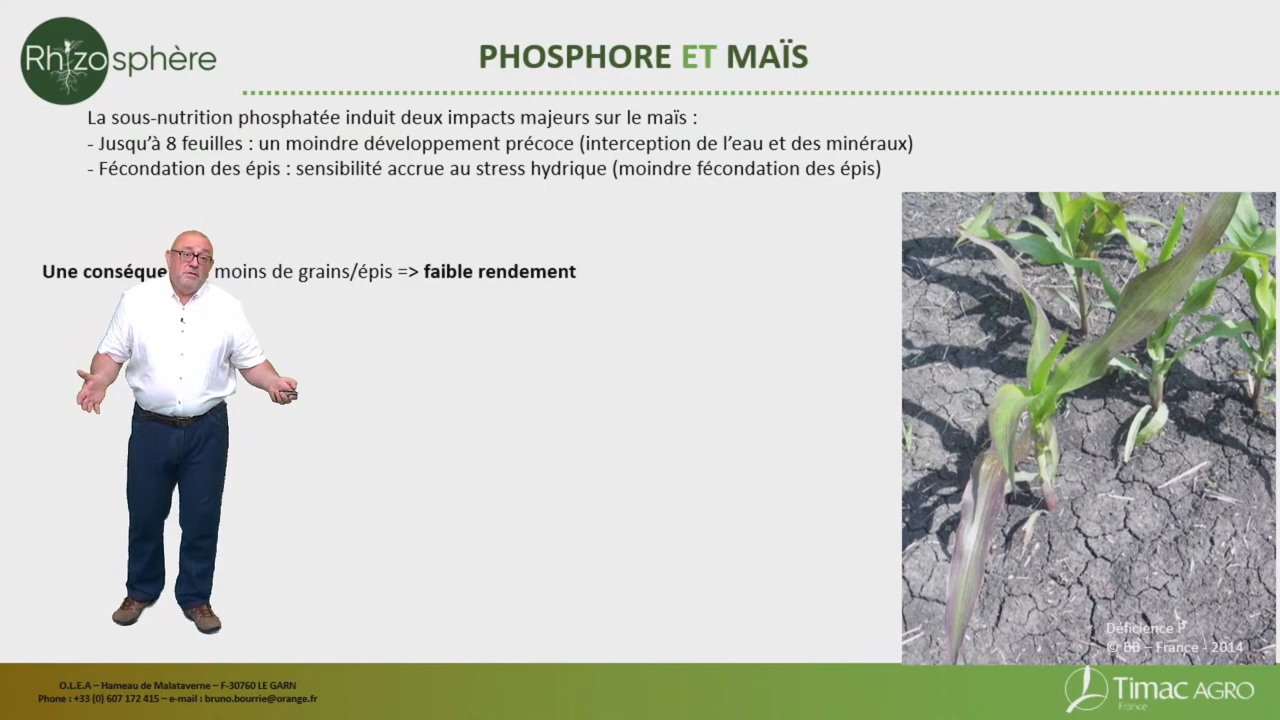 Rhizosphère
PHOSPHORE ET MAÏS
La sous-nutrition phosphatée induit deux impacts majeurs sur le maïs :
- Jusqu’à 8 feuilles : un moindre développement précoce (interception de l’eau et des minéraux)
- Fécondation des épis : sensibilité accrue au stress hydrique (moindre fécondation des épis)
Une conséque moins de grains/épis => faible rendement
Déficience P
© BB – France - 2014
O.L.E.A – Hameau de Malataverne – F-30760 LE GARN
Phone : +33 (0) 607 172 415 – e-mail : bruno.bourrie@orange.fr
Timac AGRO
France